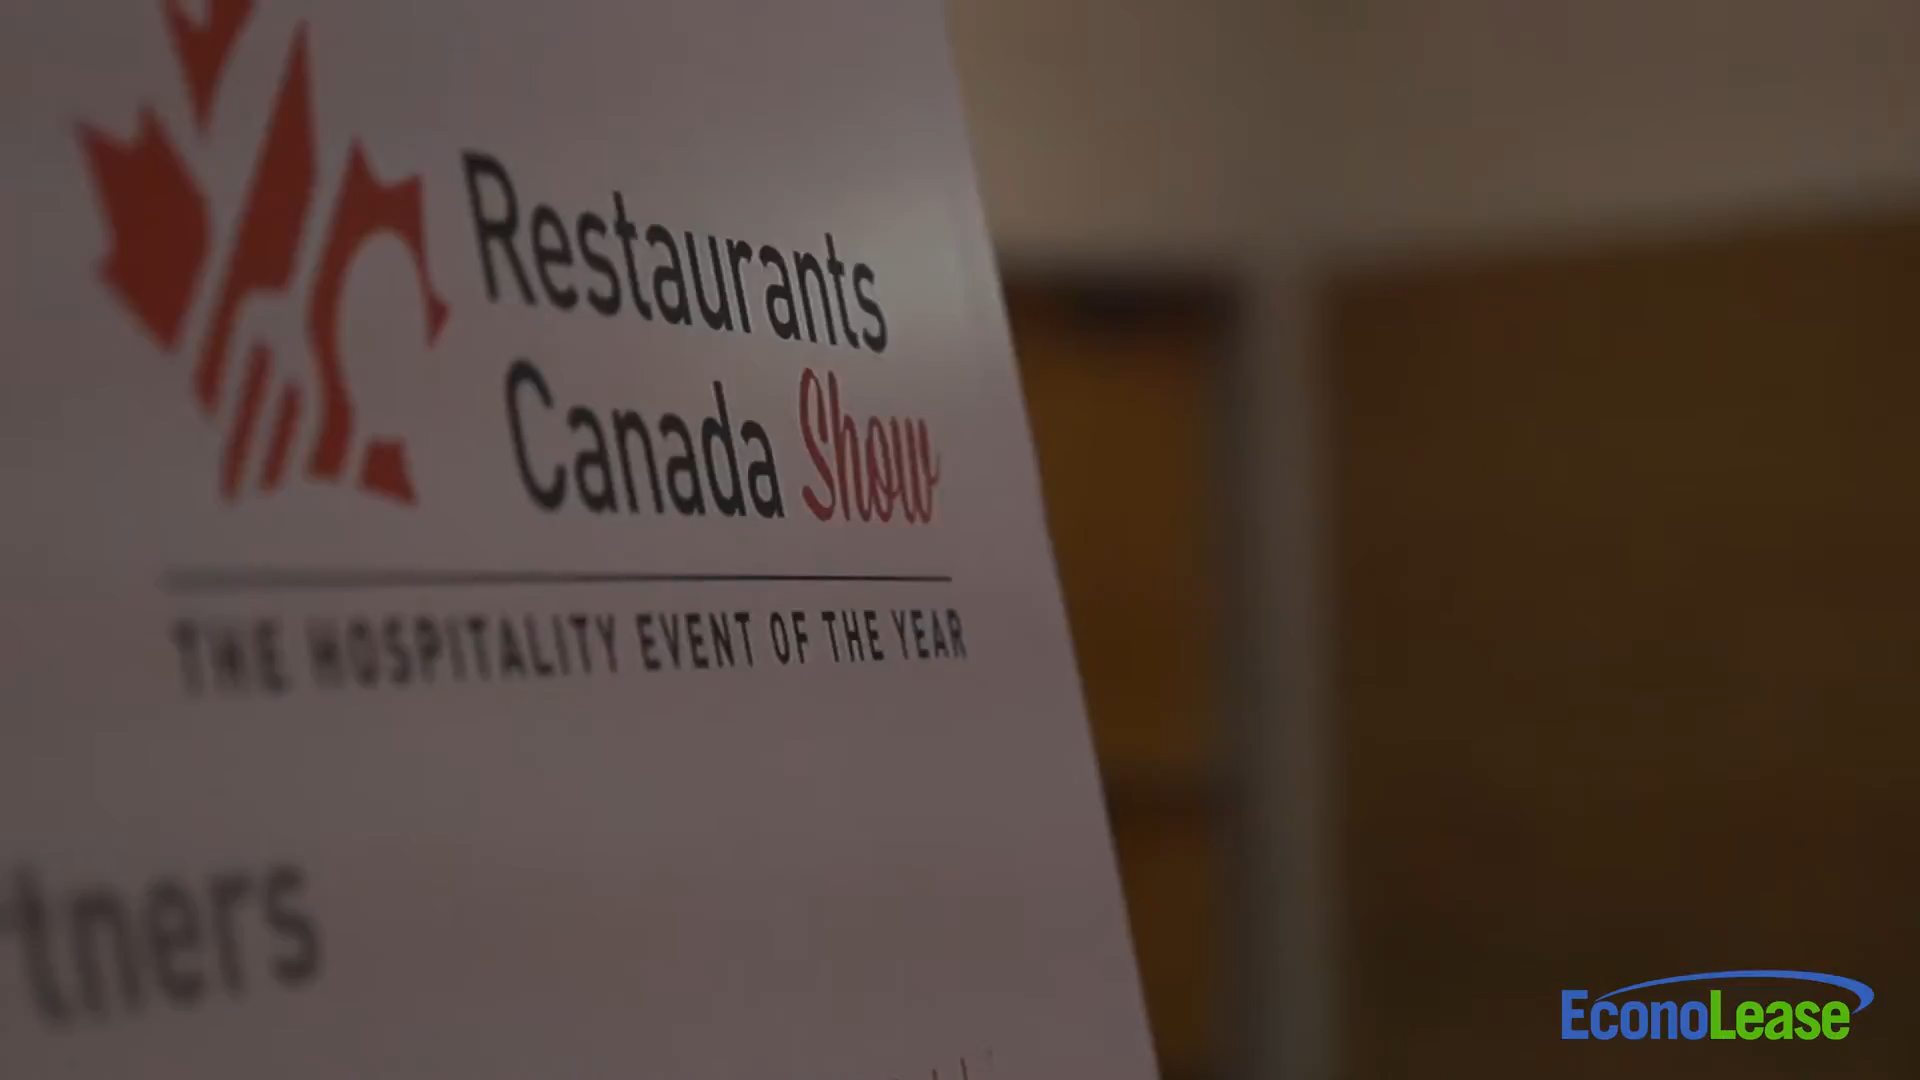 Restaurants
Canada Show
THE HOSPITALITY EVENT OF THE YEAR
tners
EconoLease